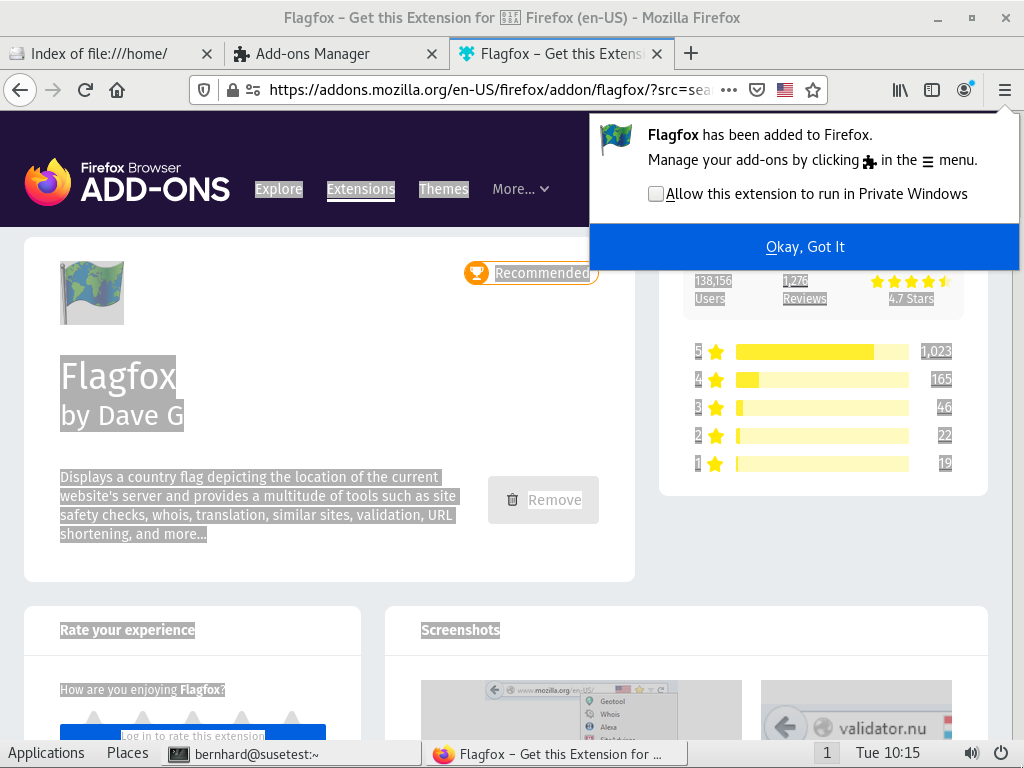 Flagfox – Get this Extension for 01F98A Firefox (en-US) - Mozilla Firefox
Index of file:///home/
Add-ons Manager
Flagfox – Get this Extens
https://addons.mozilla.org/en-US/firefox/addon/flagfox/?src=sea
Flagfox has been added to Firefox.
Manage your add-ons by clicking in the menu.
Allow this extension to run in Private Windows
Okay, Got It
Firefox Browser
ADD-ONS
Explore
Extensions
Themes
More...
Recommended
Flagfox
by Dave G
Displays a country flag depicting the location of the current
website's server and provides a multitude of tools such as site
safety checks, whois, translation, similar sites, validation, URL
shortening, and more...
Remove
138,156
Users
1,276
Reviews
4.7 Stars
5 1,023
4 165
3 46
2 22
1 19
Rate your experience
How are you enjoying Flagfox?
Log in to rate this extension
Screenshots
www.mozilla.org/en-US/
Geotool
Whois
Alexa
validator.nu
Applications
Places
bernhard@susetest:~
Flagfox – Get this Extension for ...
1
Tue 10:15